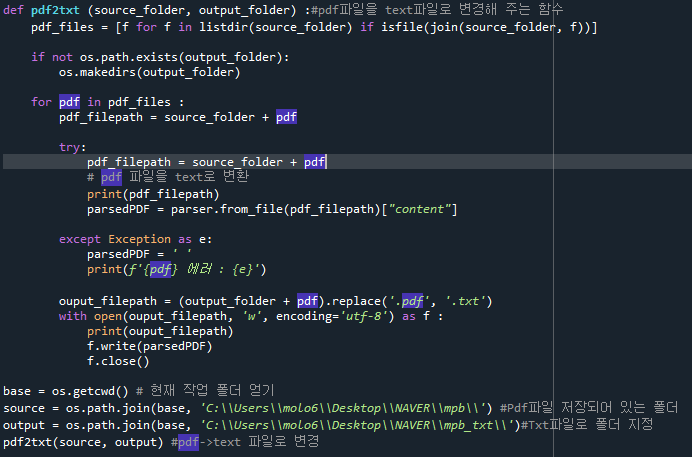 def pdf2txt (source_folder, output_folder) :#pdf파일을 text파일로 변경해 주는 함수
    pdf_files = [f for f in listdir(source_folder) if isfile(join(source_folder, f))]

    if not os.path.exists(output_folder):
        os.makedirs(output_folder)

    for pdf in pdf_files :
        pdf_filepath = source_folder + pdf

        try:
            pdf_filepath = source_folder + pdf
            # pdf 파일을 text로 변환
            print(pdf_filepath)
            parsedPDF = parser.from_file(pdf_filepath)["content"]

        except Exception as e:
            parsedPDF = ' '
            print(f'{pdf} 에러 : {e}')

        ouput_filepath = (output_folder + pdf).replace('.pdf', '.txt')
        with open(ouput_filepath, 'w', encoding='utf-8') as f :
            print(ouput_filepath)
            f.write(parsedPDF)
            f.close()

base = os.getcwd() # 현재 작업 폴더 얻기
source = os.path.join(base, 'C:\\Users\\molo6\\Desktop\\NAVER\\mpb\\') #Pdf파일 저장되어 있는 폴더
output = os.path.join(base, 'C:\\Users\\molo6\\Desktop\\NAVER\\mpb_txt\\')#Txt파일로 폴더 지정
pdf2txt(source, output) #pdf->text 파일로 변경